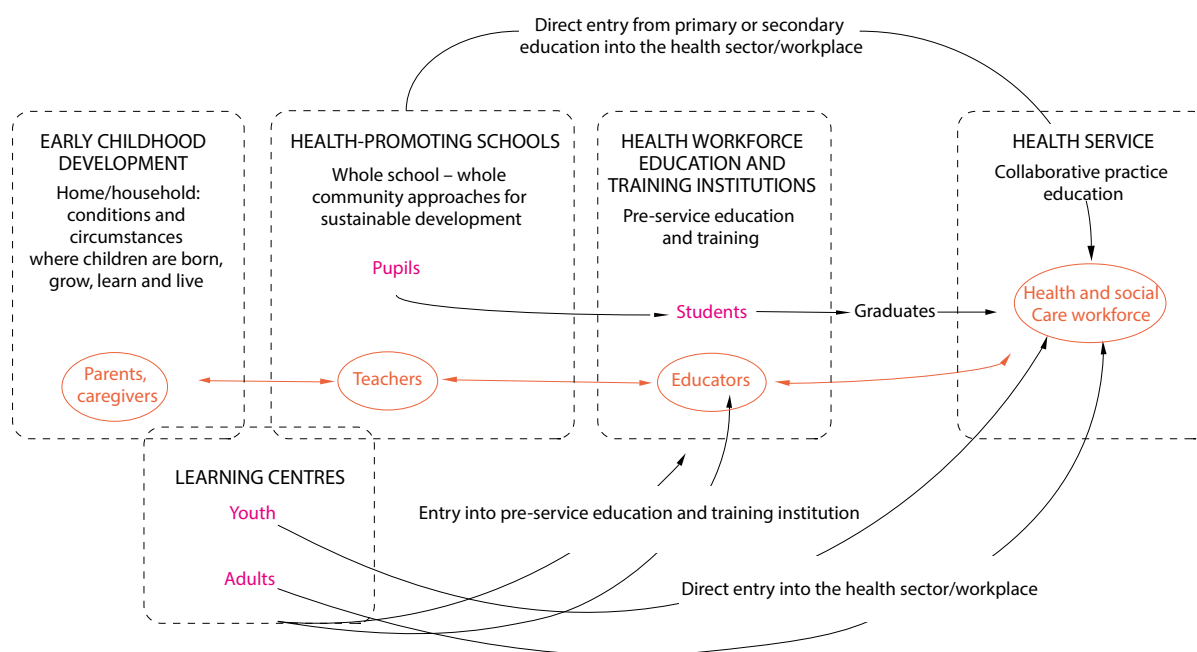 Direct entry from primary or secondary
education into the health sector/workplace
EARLY CHILDHOOD
DEVELOPMENT
Home/household:
conditions and
circumstances
where children are born,
grow, learn and live
Parents,
caregivers
HEALTH-PROMOTING SCHOOLS
Whole school – whole
community approaches for
sustainable development
Pupils
Teachers
HEALTH WORKFORCE
EDUCATION AND
TRAINING INSTITUTIONS
Pre-service education
and training
Students
Educators
Graduates
HEALTH SERVICE
Collaborative practice
education
Health and social
Care workforce
LEARNING CENTRES
Youth
Adults
Entry into pre-service education and training institution
Direct entry into the health sector/workplace